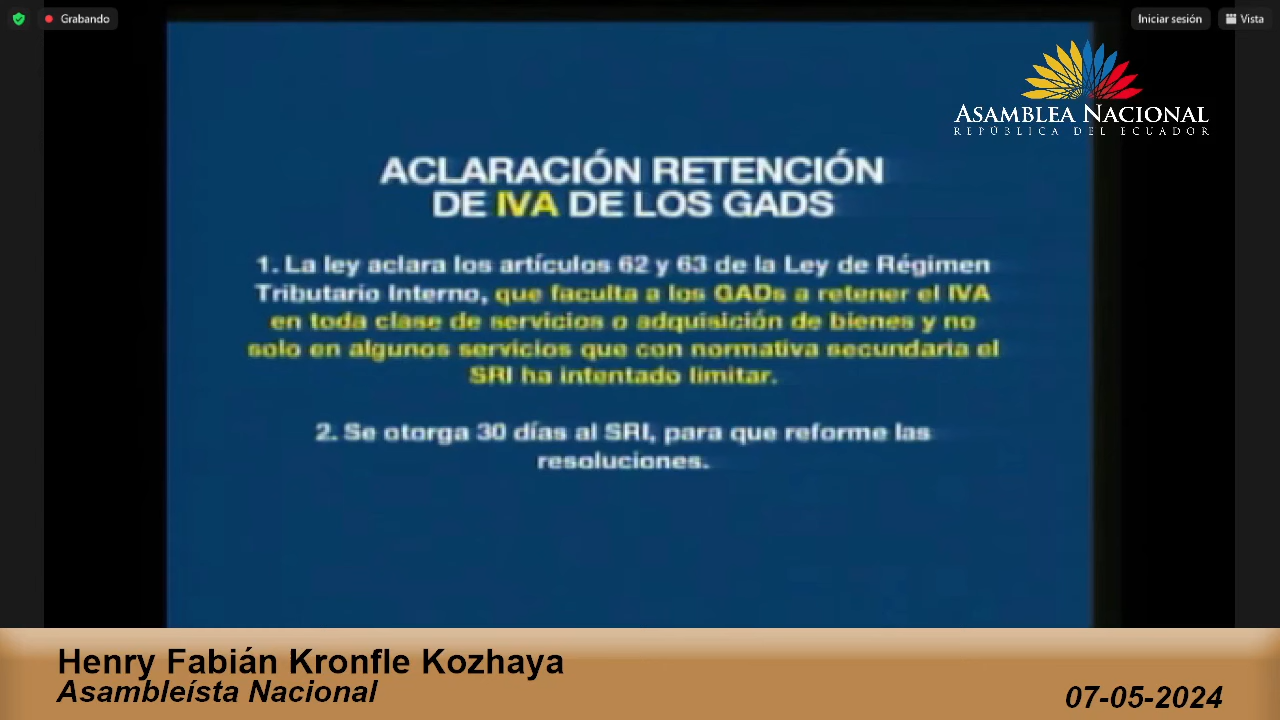 Grabando
Iniciar sesión
Vista
ASAMBLEA NACIONAL
REPÚBLICA DEL ECUADOR
ACLARACIÓN RETENCIÓN
DE IVA DE LOS GADS
1. La ley aclara los artículos 62 y 63 de la Ley de Régimen
Tributario Interno, que faculta a los GADs a retener el IVA
en toda clase de servicios o adquisición de bienes y no
solo en algunos servicios que con normativa secundaria el
SRI ha intentado limitar.
2. Se otorga 30 días al SRI, para que reforme las
resoluciones.
Henry Fabián Kronfle Kozhaya
Asambleísta Nacional
07-05-2024